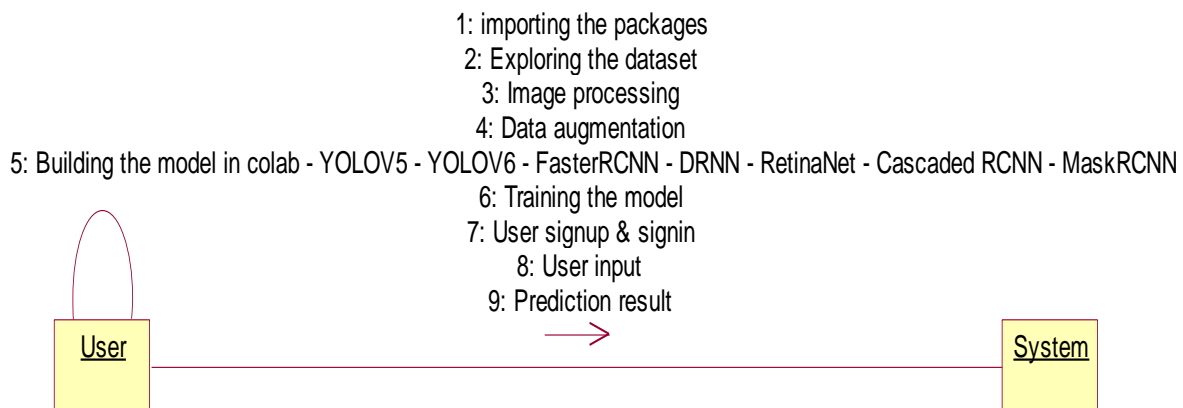 1: importing the packages
2: Exploring the dataset
3: Image processing
4: Data augmentation
5: Building the model in colab - YOLOV5 - YOLOV6 - FasterRCNN - DRNN - RetinaNet - Cascaded RCNN - MaskRCNN
6: Training the model
7: User signup & signin
8: User input
9: Prediction result
User
System